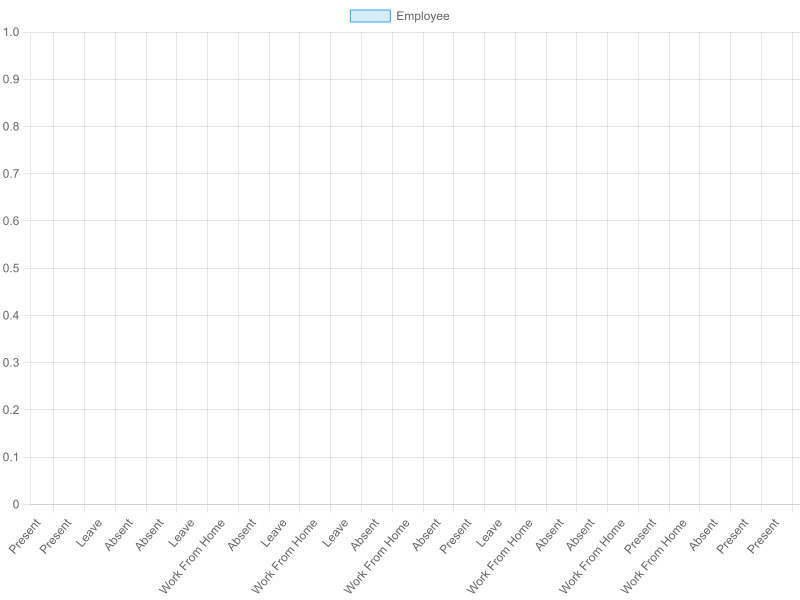 Employee
1.0
0.9
0.8
0.7
0.6
0.5
0.4
0.3
0.2
0.1
0
Present
Present
Leave
Absent
Absent
Leave
Work From Home
Absent
Leave
Work From Home
Leave
Absent
Work From Home
Absent
Present
Leave
Work From Home
Absent
Absent
Work From Home
Present
Work From Home
Absent
Present
Present